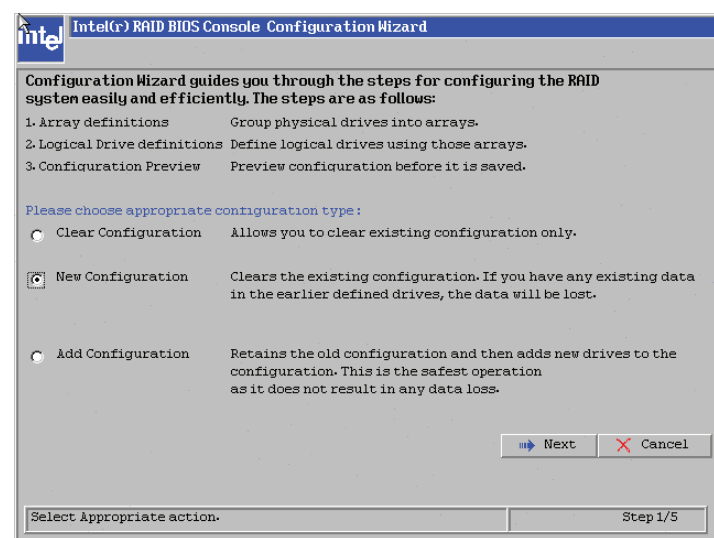 intel
Intel(r) RAID BIOS Console Configuration Wizard
Configuration Wizard guides you through the steps for configuring the RAID
system easily and efficiently. The steps are as follows:
1. Array definitions Group physical drives into arrays.
2. Logical Drive definitions Define logical drives using those arrays.
3. Configuration Preview Preview configuration before it is saved.
Please choose appropriate configuration type:
Clear Configuration Allows you to clear existing configuration only.
New Configuration Clears the existing configuration. If you have any existing data
in the earlier defined drives, the data will be lost.
Add Configuration Retains the old configuration and then adds new drives to the
configuration. This is the safest operation
as it does not result in any data loss.
Next Cancel
Select Appropriate action. Step 1/5